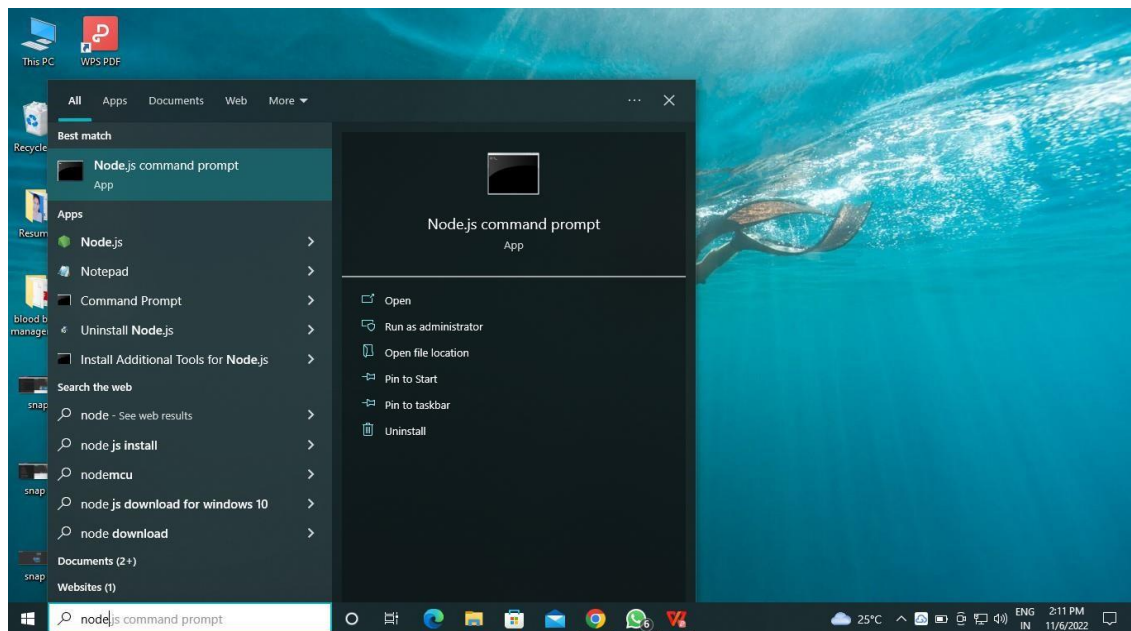 This PC
WPS PDF
Recycle
Resum
blood b
manage
snap
snap
snap
All Apps Documents Web More
Best match
Node.js command prompt
App
Apps
Node.js
Notepad
Command Prompt
Uninstall Node.js
Install Additional Tools for Node.js
Search the web
node - See web results
node js install
nodemcu
node js download for windows 10
node download
Documents (2+)
Websites (1)
Node.js command prompt
App
Open
Run as administrator
Open file location
Pin to Start
Pin to taskbar
Uninstall
node.js command prompt
6
25°C
ENG
IN
2:11 PM
11/6/2022